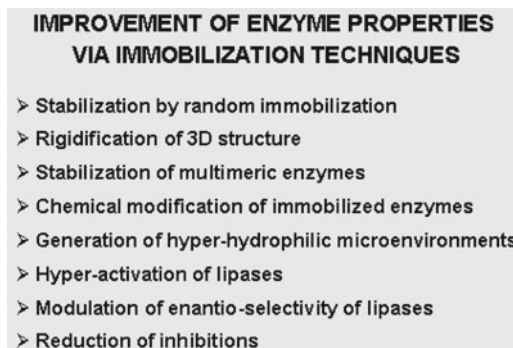 IMPROVEMENT OF ENZYME PROPERTIES
VIA IMMOBILIZATION TECHNIQUES
➢ Stabilization by random immobilization
➢ Rigidification of 3D structure
➢ Stabilization of multimeric enzymes
➢ Chemical modification of immobilized enzymes
➢ Generation of hyper-hydrophilic microenvironments
➢ Hyper-activation of lipases
➢ Modulation of enantio-selectivity of lipases
➢ Reduction of inhibitions